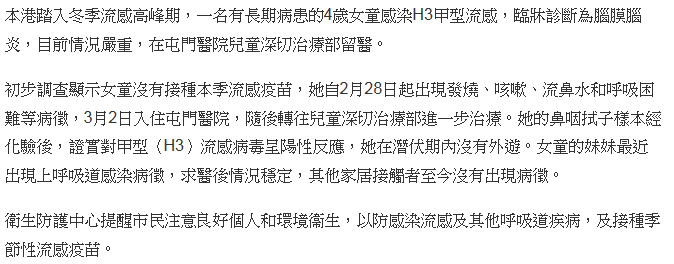 本港踏入冬季流感高峰期，一名有長期病患的4歲女童感染H3甲型流感，臨牀診斷為腦膜腦
炎，目前情況嚴重，在屯門醫院兒童深切治療部留醫。
初步調查顯示女童沒有接種本季流感疫苗，她自2月28日起出現發燒、咳嗽、流鼻水和呼吸困
難等病徵，3月2日入住屯門醫院，隨後轉往兒童深切治療部進一步治療。她的鼻咽拭子樣本經
化驗後，證實對甲型（H3）流感病毒呈陽性反應，她在潛伏期內沒有外遊。女童的妹妹最近
出現上呼吸道感染病徵，求醫後情況穩定，其他家居接觸者至今沒有出現病徵。
衞生防護中心提醒市民注意良好個人和環境衞生，以防感染流感及其他呼吸道疾病，及接種季
節性流感疫苗。